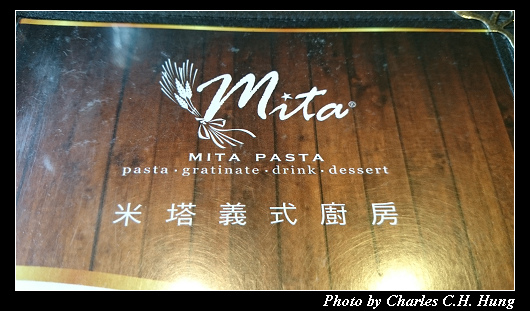 Mita®
MITA PASTA
pasta · gratinate · drink · dessert
米塔義式廚房
Photo by Charles C.H. Hung